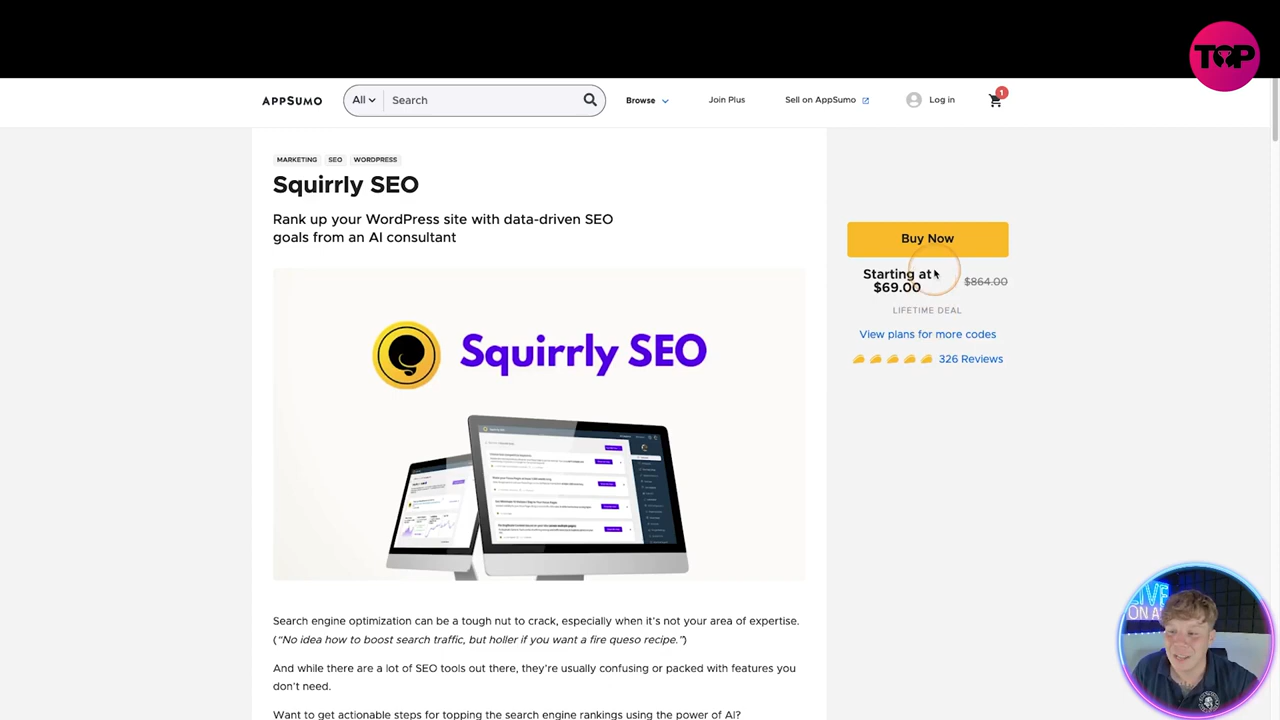 TOP
APPSUMO
All
Search
Browse
Join Plus
Sell on AppSumo
Log in
1
MARKETING
SEO
WORDPRESS
Squirrly SEO
Rank up your WordPress site with data-driven SEO
goals from an AI consultant
Buy Now
Starting at
$69.00
$864.00
LIFETIME DEAL
View plans for more codes
326 Reviews
Squirrly SEO
Search engine optimization can be a tough nut to crack, especially when it's not your area of expertise.
("No idea how to boost search traffic, but holler if you want a fire queso recipe.")
And while there are a lot of SEO tools out there, they're usually confusing or packed with features you
don't need.
Want to get actionable steps for topping the search engine rankings using the power of AI?
LIVE
ON A